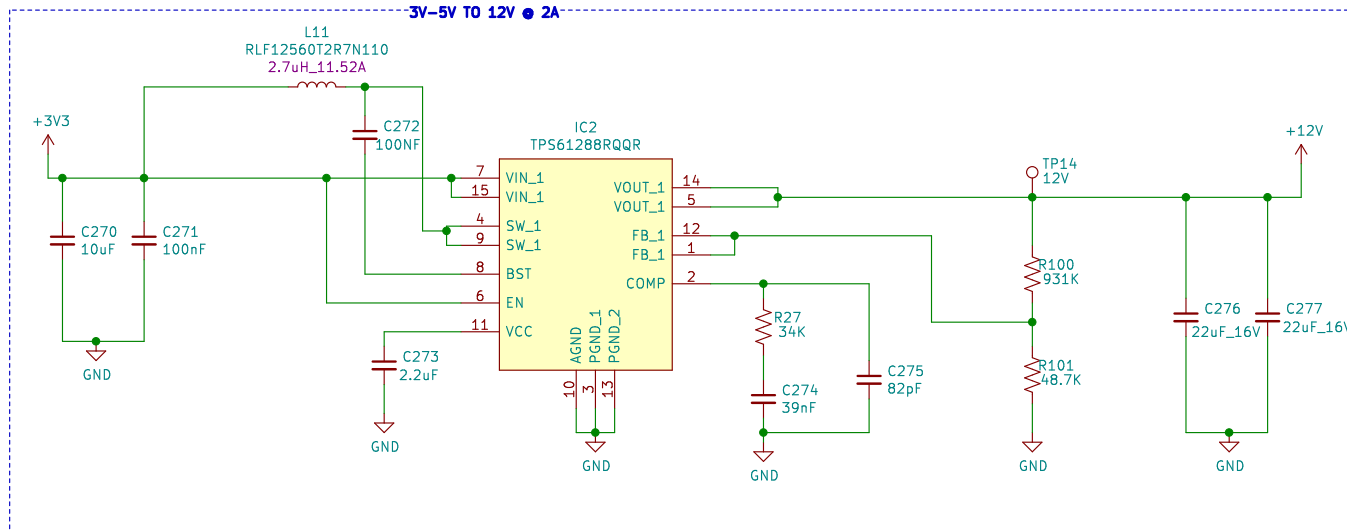 3V-5V TO 12V @ 2A
L11
RLF12560T2R7N110
2.7uH_11.52A
+3V3
C272
100NF
IC2
TPS61288RQQR
+12V
TP14
12V
7 VIN_1
15 VIN_1
4 SW_1
9 SW_1
8 BST
6 EN
11 VCC
VOUT_1 14
VOUT_1 5
FB_1 12
FB_1 1
COMP 2
AGND 10
PGND_1 3
PGND_2 13
C270
10uF
C271
100nF
GND
C273
2.2uF
GND
GND
R27
34K
C274
39nF
C275
82pF
GND
R100
931K
R101
48.7K
GND
C276
22uF_16V
C277
22uF_16V
GND